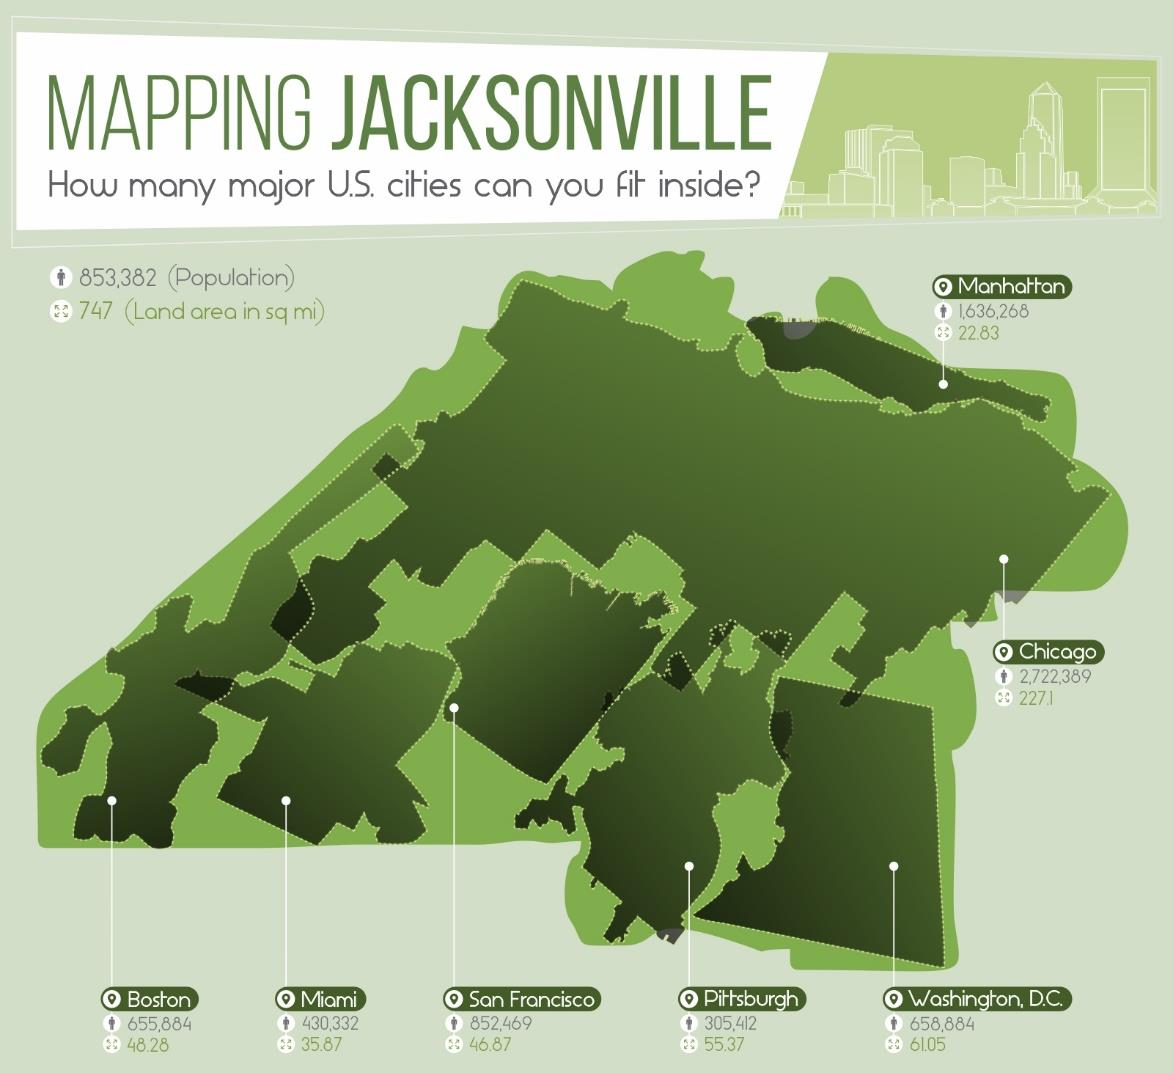 MAPPING JACKSONVILLE
How many major U.S. cities can you fit inside?
853,382 (Population)
747 (Land area in sq mi)
Manhattan
1,636,268
22.83
Chicago
2,722,389
227.1
Boston
655,884
48.28
Miami
430,332
35.87
San Francisco
852,469
46.87
Pittsburgh
305,412
55.37
Washington, D.C.
658,884
61.05